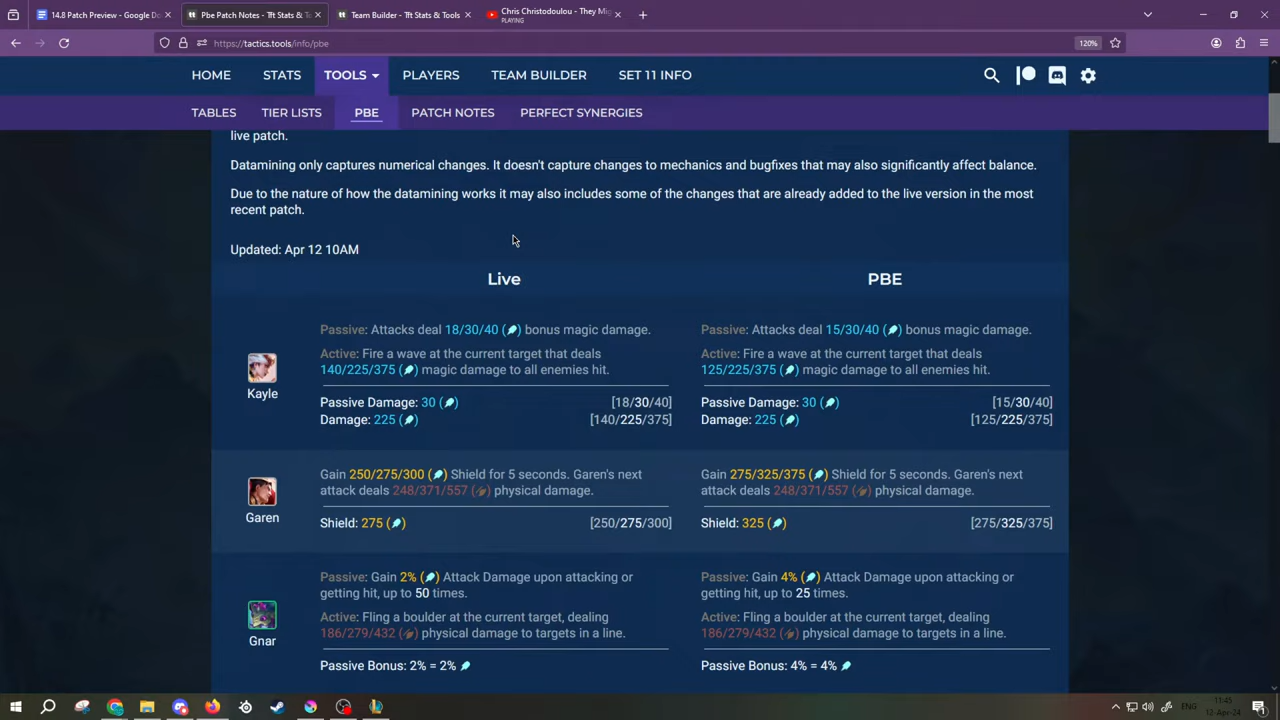 14.8 Patch Preview - Google Do
Pbe Patch Notes - Tft Stats & To
Team Builder - Tft Stats & Tools
Chris Christodoulou - They Mig
PLAYING
https://tactics.tools/info/pbe
120%
HOME
STATS
TOOLS
PLAYERS
TEAM BUILDER
SET 11 INFO
TABLES
TIER LISTS
PBE
PATCH NOTES
PERFECT SYNERGIES
live patch.
Datamining only captures numerical changes. It doesn't capture changes to mechanics and bugfixes that may also significantly affect balance.
Due to the nature of how the datamining works it may also includes some of the changes that are already added to the live version in the most
recent patch.
Updated: Apr 12 10AM
Live
PBE
Kayle
Passive: Attacks deal 18/30/40 () bonus magic damage.
Active: Fire a wave at the current target that deals
140/225/375 () magic damage to all enemies hit.
Passive Damage: 30 () [18/30/40]
Damage: 225 () [140/225/375]
Passive: Attacks deal 15/30/40 () bonus magic damage.
Active: Fire a wave at the current target that deals
125/225/375 () magic damage to all enemies hit.
Passive Damage: 30 () [15/30/40]
Damage: 225 () [125/225/375]
Garen
Gain 250/275/300 () Shield for 5 seconds. Garen's next
attack deals 248/371/557 () physical damage.
Shield: 275 () [250/275/300]
Gain 275/325/375 () Shield for 5 seconds. Garen's next
attack deals 248/371/557 () physical damage.
Shield: 325 () [275/325/375]
Gnar
Passive: Gain 2% () Attack Damage upon attacking or
getting hit, up to 50 times.
Active: Fling a boulder at the current target, dealing
186/279/432 () physical damage to targets in a line.
Passive Bonus: 2% = 2%
Passive: Gain 4% () Attack Damage upon attacking or
getting hit, up to 25 times.
Active: Fling a boulder at the current target, dealing
186/279/432 () physical damage to targets in a line.
Passive Bonus: 4% = 4%
ENG
11:45
12-Apr-24